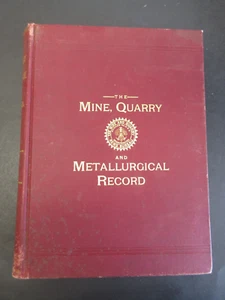 THE
MINE, QUARRY
AND
METALLURGICAL
RECORD